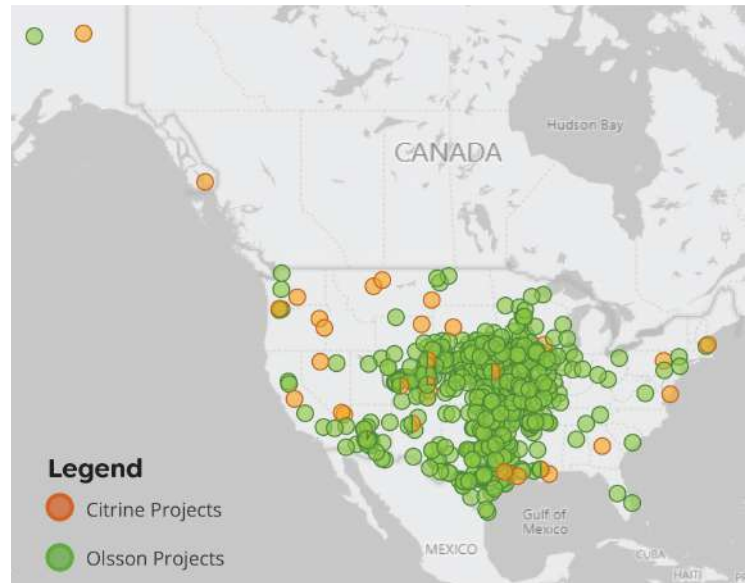 Hudson Bay
CANADA
Legend
Citrine Projects
Olsson Projects
Gulf of
Mexico
MEXICO
CUBA
HAITI